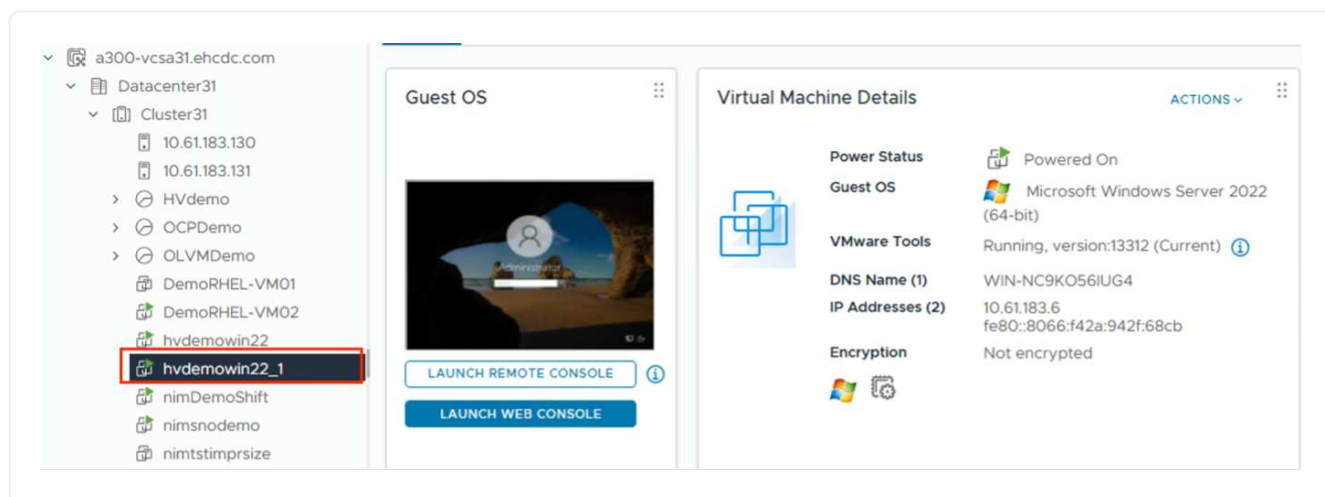 a300-vcsa31.ehcdc.com
Datacenter31
Cluster31
10.61.183.130
10.61.183.131
HVdemo
OCPDemo
OLVMDemo
DemoRHEL-VM01
DemoRHEL-VM02
hvdemowin22
hvdemowin22_1
nimDemoShift
nimsnodemo
nimtstimprsize
Guest OS
Administrator
LAUNCH REMOTE CONSOLE
LAUNCH WEB CONSOLE
Virtual Machine Details
ACTIONS
Power Status Powered On
Guest OS Microsoft Windows Server 2022
(64-bit)
VMware Tools Running, version:13312 (Current)
DNS Name (1) WIN-NC9KO56IUG4
IP Addresses (2) 10.61.183.6
fe80::8066:f42a:942f:68cb
Encryption Not encrypted